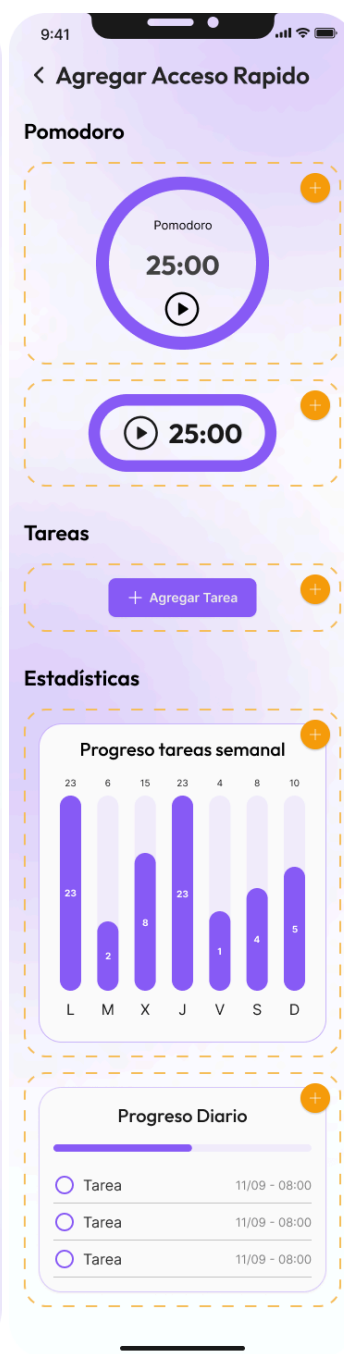 9:41
Agregar Acceso Rapido
Pomodoro
Pomodoro
25:00
25:00
Tareas
+ Agregar Tarea
Estadísticas
Progreso tareas semanal
23 6 15 23 4 8 10
23 2 8 23 1 4 5
L M X J V S D
Progreso Diario
Tarea 11/09 - 08:00
Tarea 11/09 - 08:00
Tarea 11/09 - 08:00